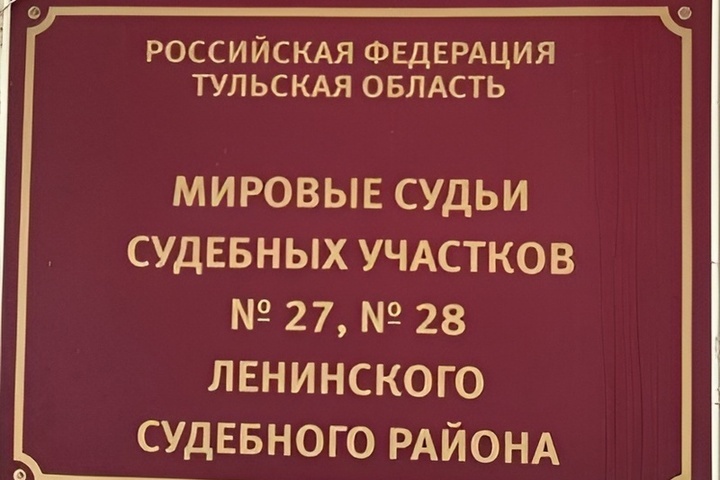 РОССИЙСКАЯ ФЕДЕРАЦИЯ
ТУЛЬСКАЯ ОБЛАСТЬ
МИРОВЫЕ СУДЬИ
СУДЕБНЫХ УЧАСТКОВ
№ 27, № 28
ЛЕНИНСКОГО
СУДЕБНОГО РАЙОНА